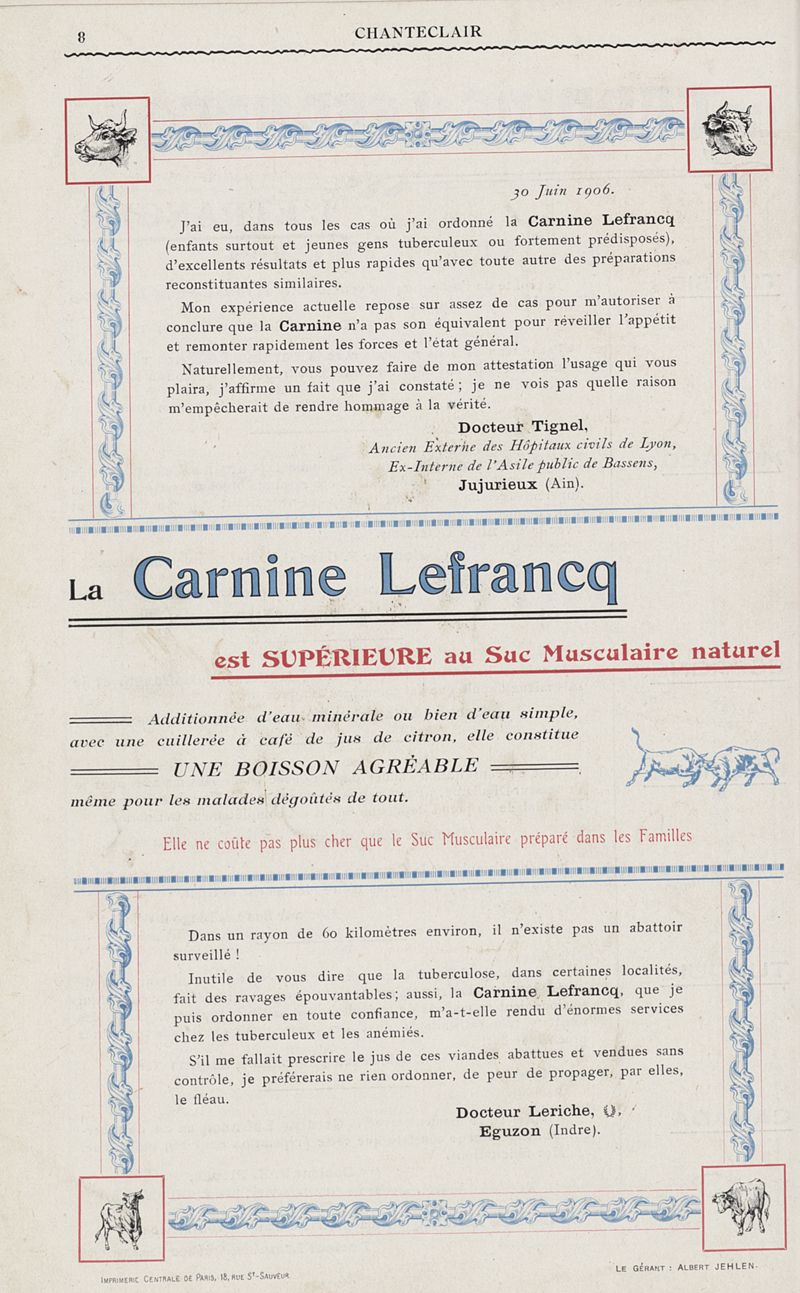 8
CHANTECLAIR
30 Juin 1906.
J'ai eu, dans tous les cas où j'ai ordonné la Carnine Lefrancq
(enfants surtout et jeunes gens tuberculeux ou fortement prédisposés),
d'excellents résultats et plus rapides qu'avec toute autre des préparations
reconstituantes similaires.
Mon expérience actuelle repose sur assez de cas pour m'autoriser à
conclure que la Carnine n'a pas son équivalent pour réveiller l'appétit
et remonter rapidement les forces et l'état général.
Naturellement, vous pouvez faire de mon attestation l'usage qui vous
plaira, j'affirme un fait que j'ai constaté ; je ne vois pas quelle raison
m'empêcherait de rendre hommage à la vérité.
Docteur Tignel,
Ancien Externe des Hôpitaux civils de Lyon,
Ex-Interne de l'Asile public de Bassens,
Jujurieux (Ain).
La Carnine Lefrancq
est SUPÉRIEURE au Suc Musculaire naturel
Additionnée d'eau minérale ou bien d'eau simple,
avec une cuillerée à café de jus de citron, elle constitue
UNE BOISSON AGRÉABLE
même pour les malades dégoûtés de tout.
Elle ne coûte pas plus cher que le Suc Musculaire préparé dans les Familles
Dans un rayon de 60 kilomètres environ, il n'existe pas un abattoir
surveillé !
Inutile de vous dire que la tuberculose, dans certaines localités,
fait des ravages épouvantables; aussi, la Carnine Lefrancq, que je
puis ordonner en toute confiance, m'a-t-elle rendu d'énormes services
chez les tuberculeux et les anémiés.
S'il me fallait prescrire le jus de ces viandes abattues et vendues sans
contrôle, je préférerais ne rien ordonner, de peur de propager, par elles,
le fléau.
Docteur Leriche,
Eguzon (Indre).
IMPRIMERIE CENTRALE DE PARIS, 18, RUE ST-SAUVEUR
LE GÉRANT : ALBERT JEHLEN.